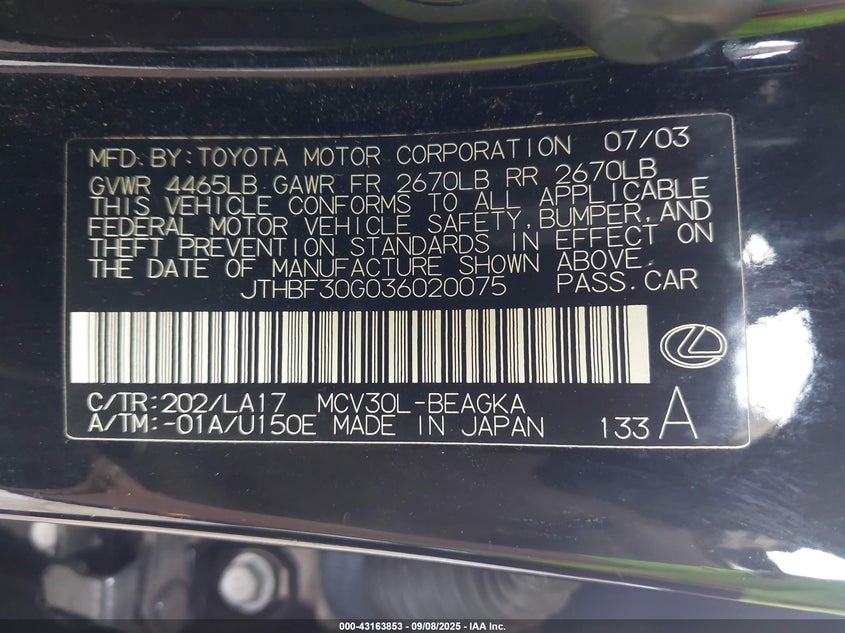 MFD.BY:TOYOTA MOTOR CORPORATION 07/03
GVWR 4465LB GAWR FR 2670LB RR 2670LB
THIS VEHICLE CONFORMS TO ALL APPLICABLE
FEDERAL MOTOR VEHICLE SAFETY,BUMPER,AND
THEFT PREVENTION STANDARDS IN EFFECT ON
THE DATE OF MANUFACTURE SHOWN ABOVE.
JTHBF30G036020075 PASS.CAR
C/TR:202/LA17 MCV30L-BEAGKA
A/TM:-01A/U150E MADE IN JAPAN 133 A
000-43163853 - 09/08/2025 - IAA Inc.